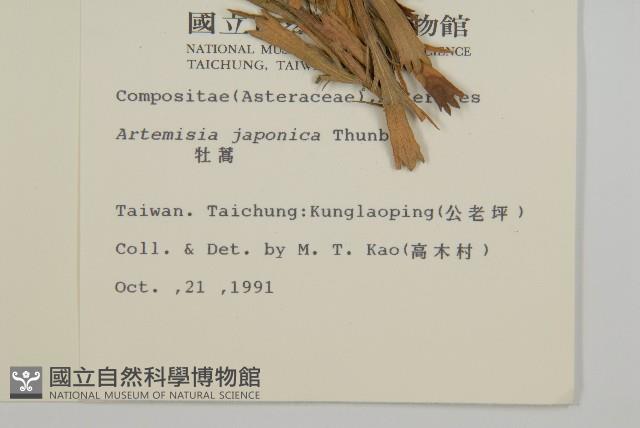 國立 博物館
NATIONAL SCIENCE
TAICHUNG,
Compositae(Asteraceae),
Artemisia japonica Thunb
牡蒿
Taiwan. Taichung:Kunglaoping(公老坪)
Coll. & Det. by M. T. Kao(高木村)
Oct. ,21 ,1991
國立自然科學博物館
NATIONAL MUSEUM OF NATURAL SCIENCE